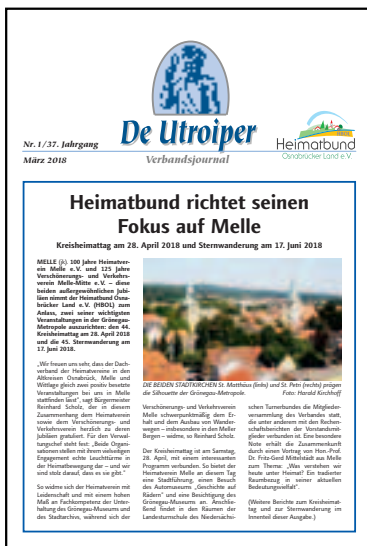 Nr. 1/37. Jahrgang
März 2018
De Utroiper
Verbandsjournal
HBOL
Heimatbund
Osnabrücker Land e.V.
Heimatbund richtet seinen
Fokus auf Melle
Kreisheimattag am 28. April 2018 und Sternwanderung am 17. Juni 2018
MELLE (jk). 100 Jahre Heimatver-
ein Melle e.V. und 125 Jahre
Verschönerungs- und Verkehrs-
verein Melle-Mitte e.V. – diese
beiden außergewöhnlichen Jubi-
läen nimmt der Heimatbund Osna-
brücker Land e.V. (HBOL) zum
Anlass, zwei seiner wichtigsten
Veranstaltungen in der Grönegau-
Metropole auszurichten: den 44.
Kreisheimattag am 28. April 2018
und die 45. Sternwanderung am
17. Juni 2018.
„Wir freuen uns sehr, dass der Dach-
verband der Heimatvereine in den
Altkreisen Osnabrück, Melle und
Wittlage gleich zwei positiv besetzte
Veranstaltungen bei uns in Melle
stattfinden lässt“, sagt Bürgermeister
Reinhard Scholz, der in diesem
Zusammenhang dem Heimatverein
sowie dem Verschönerungs- und
Verkehrsverein herzlich zu deren
Jubiläen gratuliert. Für den Verwal-
tungschef steht fest: „Beide Organi-
sationen stellen mit ihrem vielseitigen
Engagement echte Leuchttürme in
der Heimatbewegung dar – und wir
sind stolz darauf, dass es sie gibt.“
So widme sich der Heimatverein mit
Leidenschaft und mit einem hohen
Maß an Fachkompetenz der Unter-
haltung des Grönegau-Museums und
des Stadtarchivs, während sich der
DIE BEIDEN STADTKIRCHEN St. Matthäus (links) und St. Petri (rechts) prägen
die Silhouette der Grönegau-Metropole. Foto: Harald Kirchhoff
Verschönerungs- und Verkehrsverein
Melle schwerpunktmäßig dem Er-
halt und dem Ausbau von Wander-
wegen – insbesondere in den Meller
Bergen – widme, so Reinhard Scholz.
Der Kreisheimattag ist am Samstag,
28. April, mit einem interessanten
Programm verbunden. So bietet der
Heimatverein Melle an diesem Tag
eine Stadtführung, einen Besuch
des Automuseums „Geschichte auf
Rädern“ und eine Besichtigung des
Grönegau-Museums an. Anschlie-
ßend findet in den Räumen der
Landesturnschule des Niedersächsi-
schen Turnerbundes die Mitglieder-
versammlung des Verbandes statt,
die unter anderem mit den Rechen-
schaftsberichten der Vorstandsmit-
glieder verbunden ist. Eine besondere
Note erhält die Zusammenkunft
durch einen Vortrag von Hon.-Prof.
Dr. Fritz-Gerd Mittelstädt aus Melle
zum Thema: „Was verstehen wir
heute unter Heimat? Ein tradierter
Raumbezug in seiner aktuellen
Bedeutungsvielfalt“.
(Weitere Berichte zum Kreisheimat-
tag und zur Sternwanderung im
Innenteil dieser Ausgabe.)